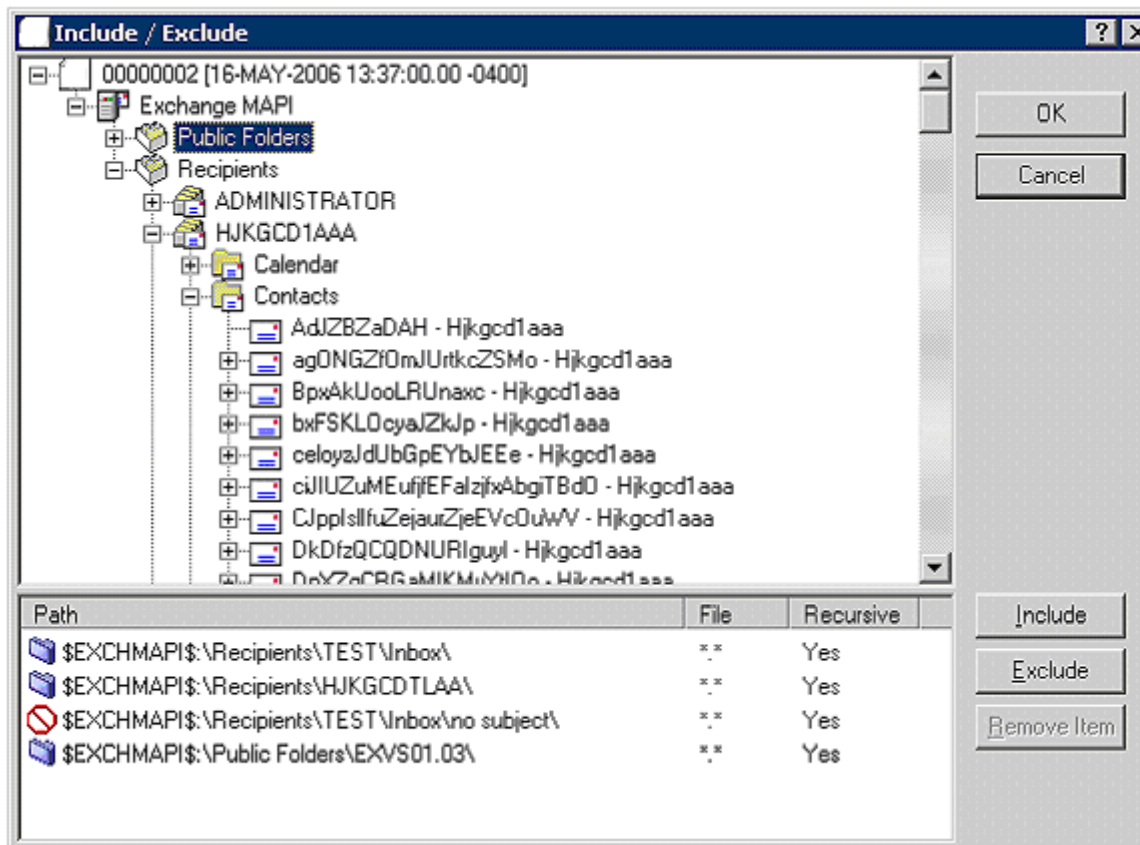 Include / Exclude
00000002 [16-MAY-2006 13:37:00.00 -0400]
Exchange MAPI
Public Folders
Recipients
ADMINISTRATOR
HJKGCD1AAA
Calendar
Contacts
AdJZBZaDAH - Hjkgcd1aaa
agONGZfOmJUrtkcZSMo - Hjkgcd1aaa
BpxAkUooLRUnaxc - Hjkgcd1aaa
bxFSKLOcyaJZkJp - Hjkgcd1aaa
celoyzJdUbGpEYbJEEe - Hjkgcd1aaa
ciJIUZuMEufjfEFaIzjfxAbgiTBdO - Hjkgcd1aaa
CJppIsIlfuZejaurZjeEVcOuWV - Hjkgcd1aaa
DkDfzQCQDNURIguyl - Hjkgcd1aaa
OK
Cancel
Path File Recursive
$EXCHMAPI$:\Recipients\TEST\Inbox\ *.* Yes
$EXCHMAPI$:\Recipients\HJKGCDTLAA\ *.* Yes
$EXCHMAPI$:\Recipients\TEST\Inbox\no subject\ *.* Yes
$EXCHMAPI$:\Public Folders\EXVS01.03\ *.* Yes
Include
Exclude
Remove Item